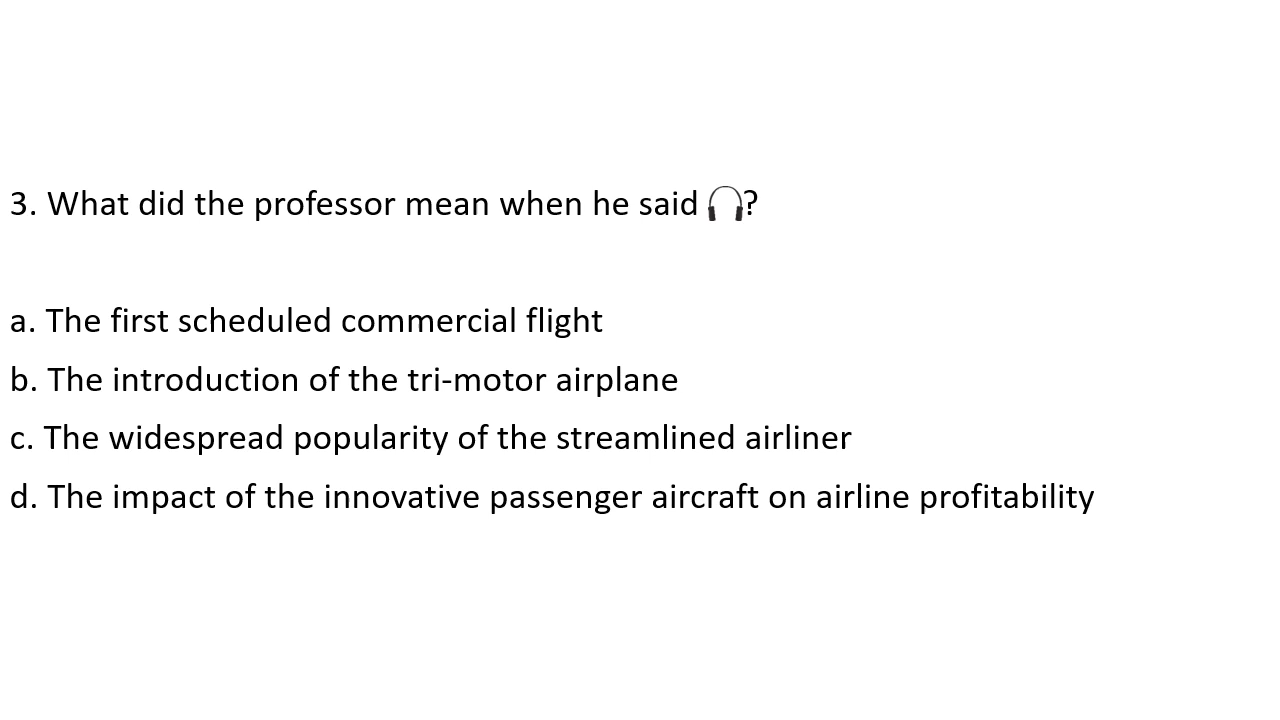 3. What did the professor mean when he said 🎧?
a. The first scheduled commercial flight
b. The introduction of the tri-motor airplane
c. The widespread popularity of the streamlined airliner
d. The impact of the innovative passenger aircraft on airline profitability